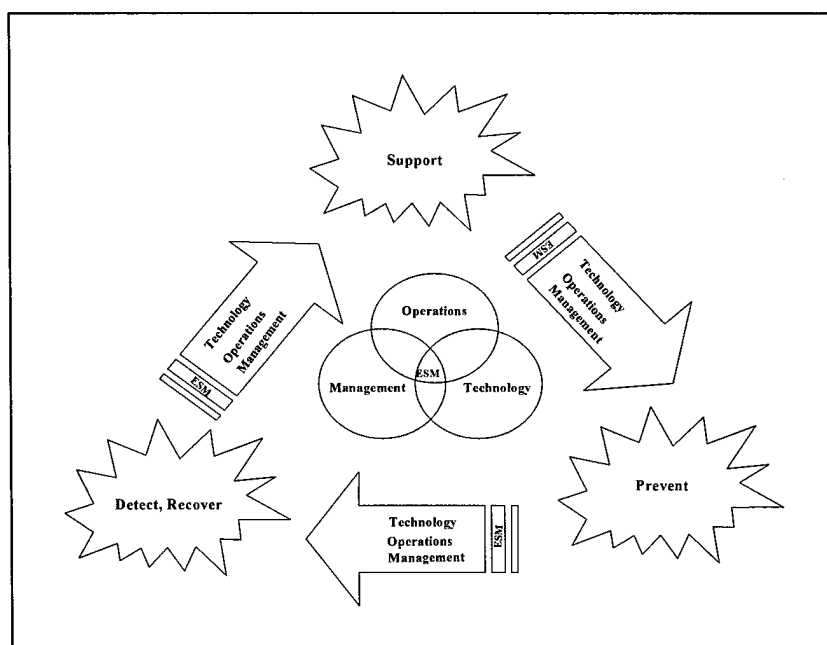 Support
ESM
Technology
Operations
Management
Technology
Operations
Management
ESM
Operations
ESM
Management
Technology
Prevent
Detect, Recover
Technology
Operations
Management
ESM